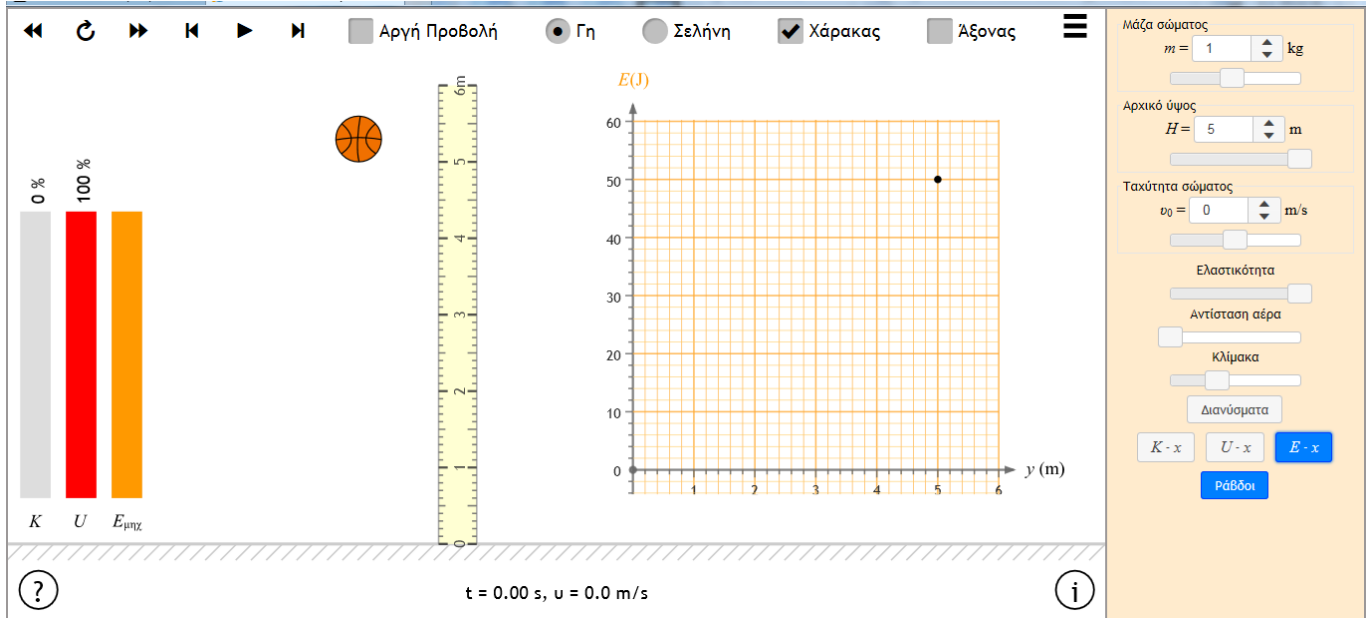 Αργή Προβολή Γη Σελήνη Χάρακας Άξονας
0 %
100 %
K U Eμηχ
6m
5
4
3
2
1
0
E(J)
60
50
40
30
20
10
0
1 2 3 4 5 6
y (m)
? t = 0.00 s, υ = 0.0 m/s i
Μάζα σώματος
m = 1 kg
Αρχικό ύψος
H = 5 m
Ταχύτητα σώματος
υ0 = 0 m/s
Ελαστικότητα
Αντίσταση αέρα
Κλίμακα
Διανύσματα
K - x U - x E - x
Ράβδοι